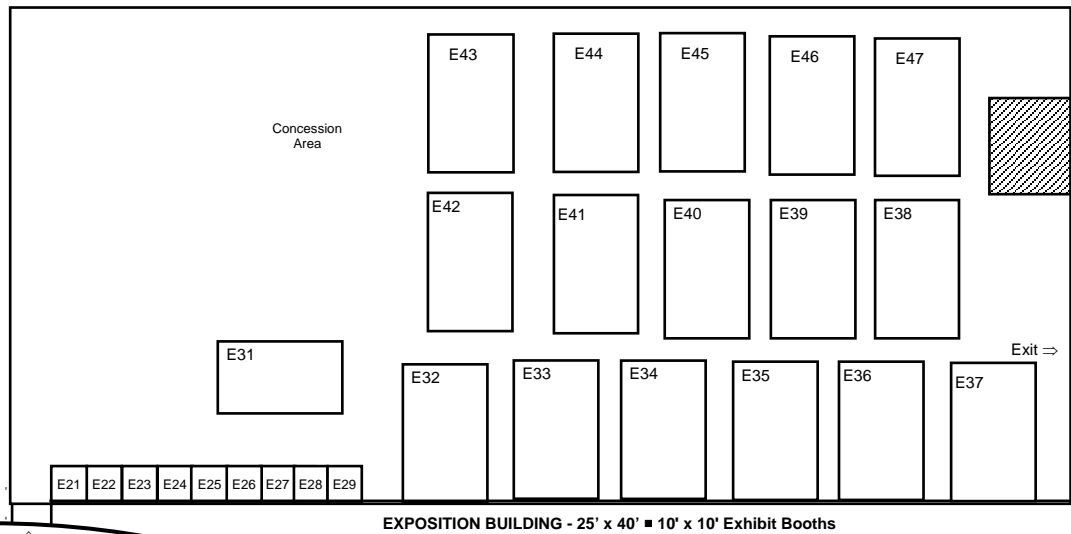 E43 E44 E45 E46 E47
Concession
Area
E42 E41 E40 E39 E38
E31
Exit ⇒
E32 E33 E34 E35 E36 E37
E21 E22 E23 E24 E25 E26 E27 E28 E29
EXPOSITION BUILDING - 25’ x 40’ ■ 10' x 10' Exhibit Booths